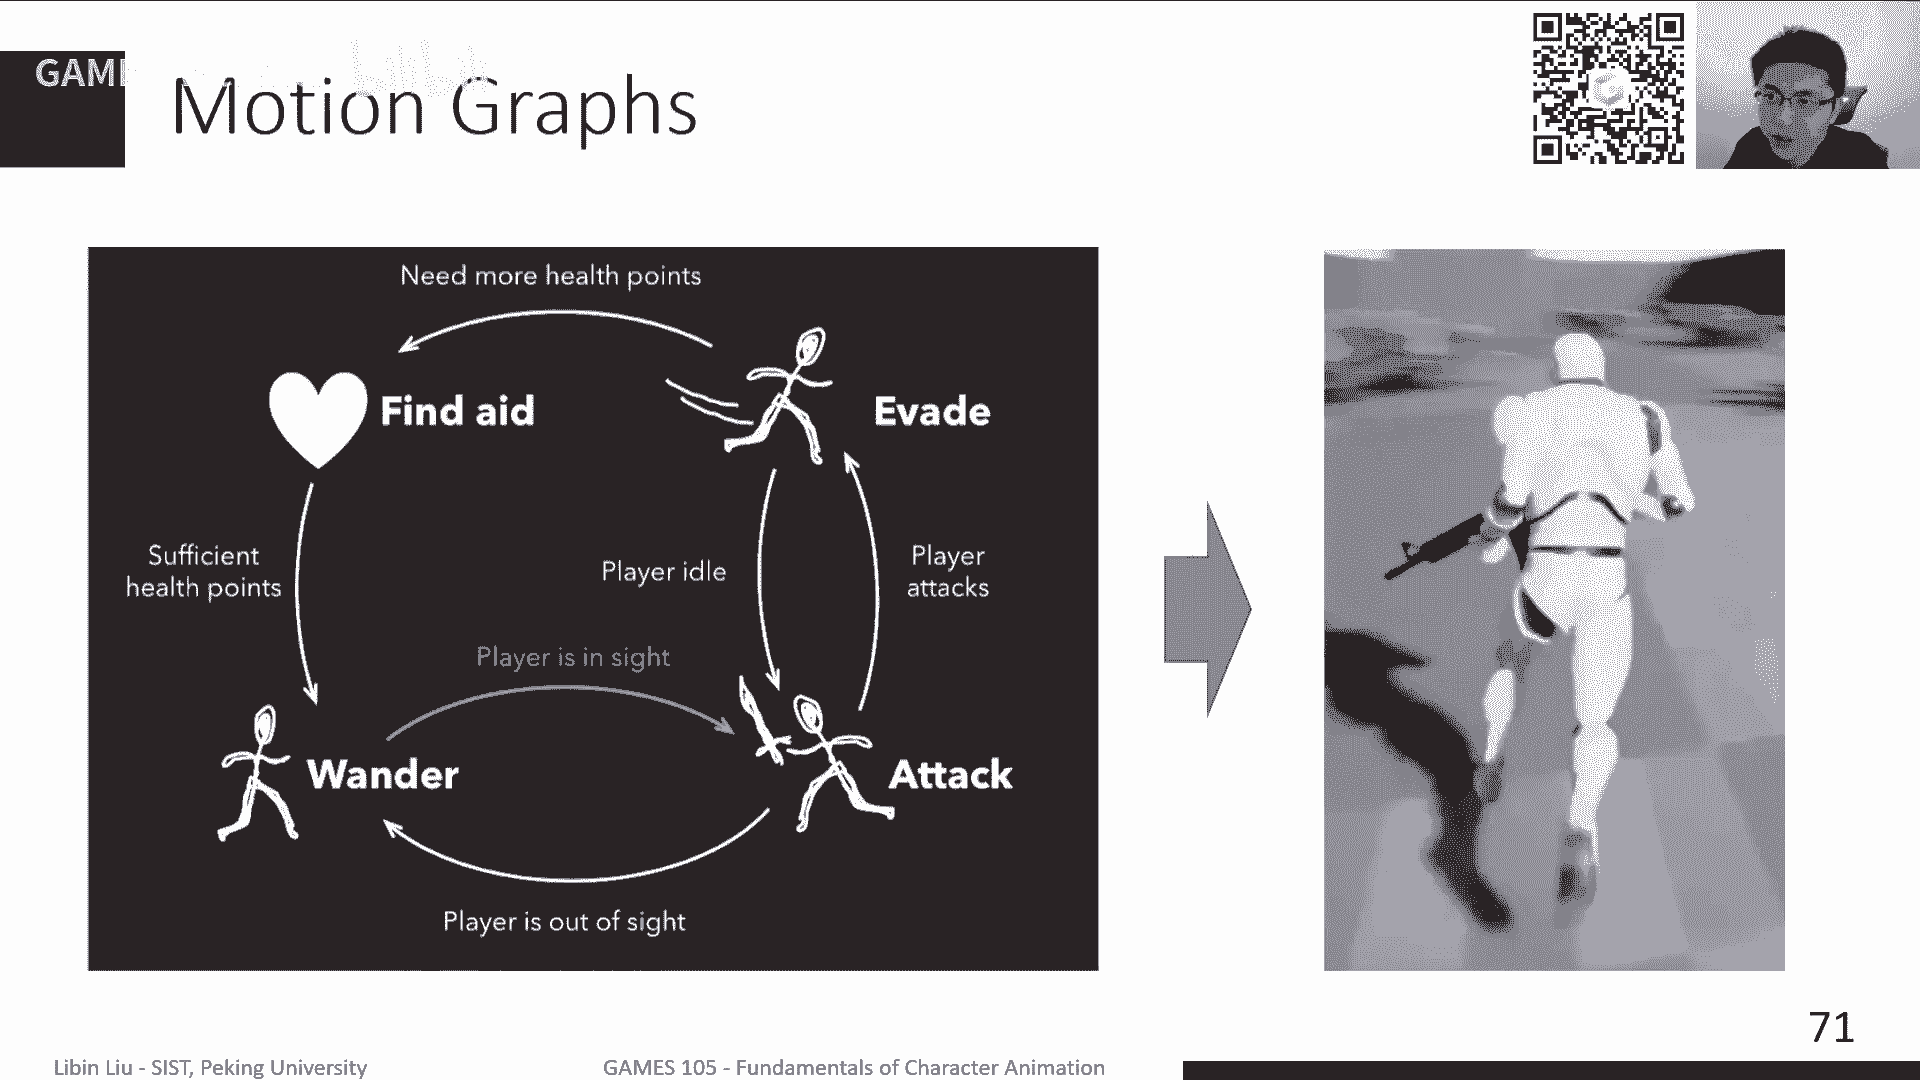 GAM
Motion Graphs
bilibili
Need more health points
Find aid
Evade
Sufficient
health points
Player idle
Player
attacks
Player is in sight
Wander
Attack
Player is out of sight
71
Libin Liu - SIST, Peking University
GAMES 105 - Fundamentals of Character Animation